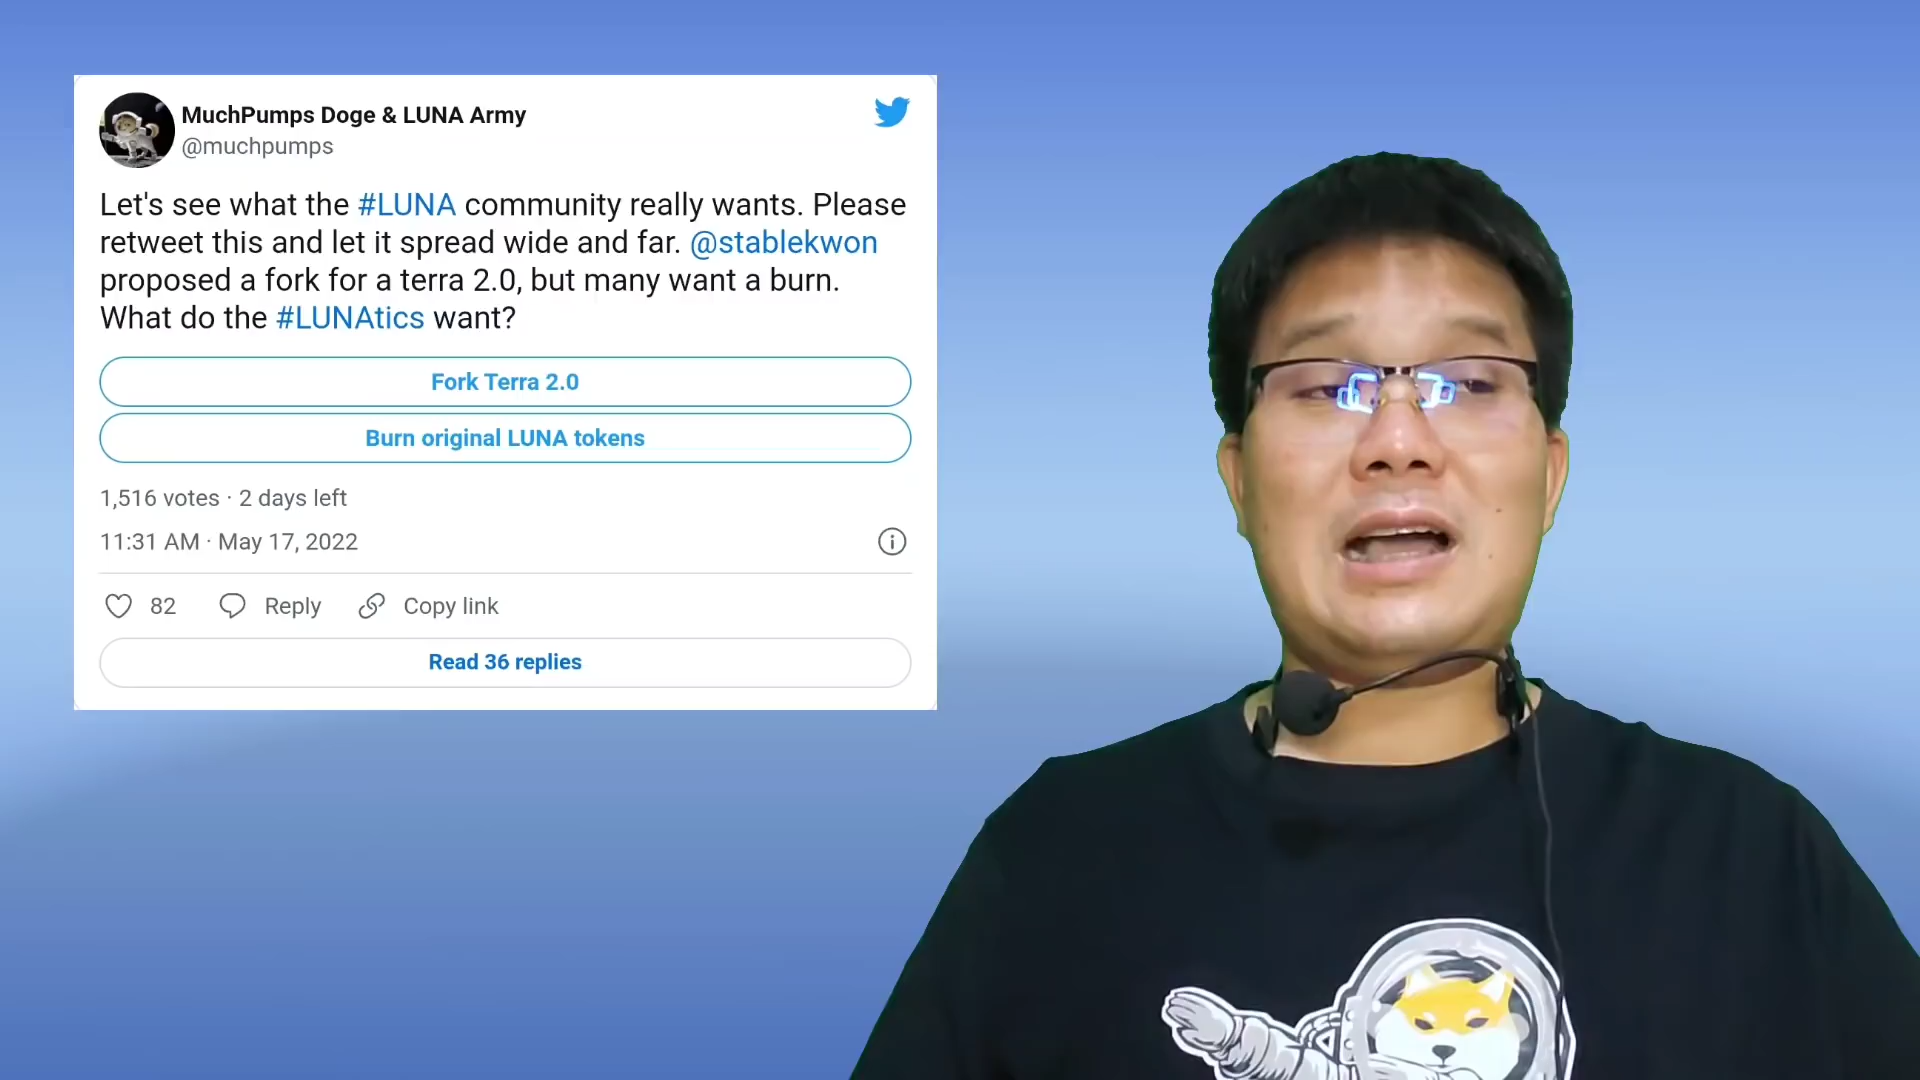 MuchPumps Doge & LUNA Army
@muchpumps
Let's see what the #LUNA community really wants. Please
retweet this and let it spread wide and far. @stablekwon
proposed a fork for a terra 2.0, but many want a burn.
What do the #LUNAtics want?
Fork Terra 2.0
Burn original LUNA tokens
1,516 votes · 2 days left
11:31 AM · May 17, 2022
82 Reply Copy link
Read 36 replies